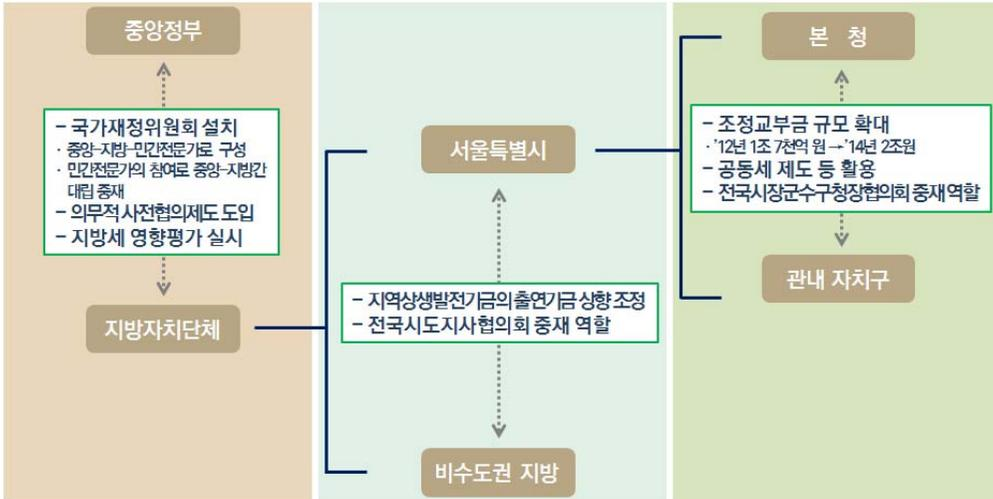 중앙정부
– 국가재정위원회 설치
· 중앙–지방–민간전문가로 구성
· 민간전문가의 참여로 중앙–지방간
대립 중재
– 의무적 사전협의제도 도입
– 지방세 영향평가 실시
지방자치단체
서울특별시
– 지역상생발전기금의 출연기금 상향 조정
– 전국시도지사협의회 중재 역할
비수도권 지방
본 청
– 조정교부금 규모 확대
· '12년 1조 7천억 원→'14년 2조원
– 공동세 제도 등 활용
– 전국시장군수구청장협의회 중재 역할
관내 자치구